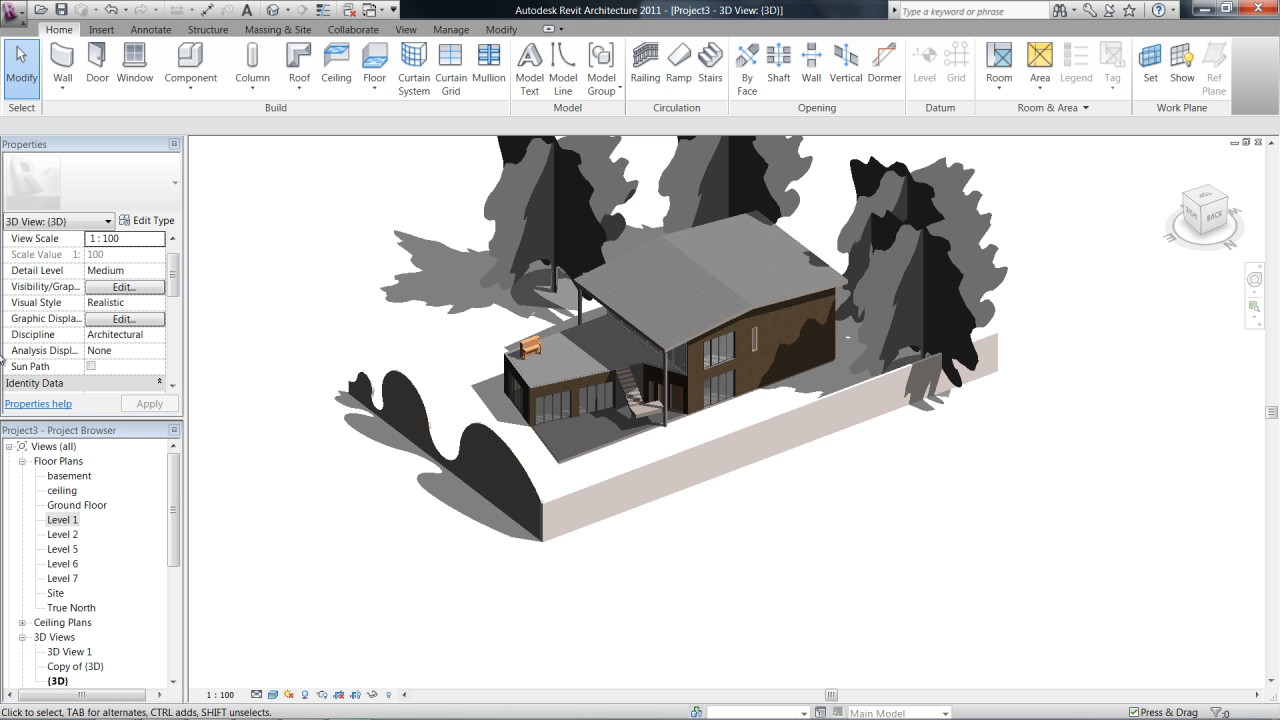 Autodesk Revit Architecture 2011 - [Project3 - 3D View: {3D}]
Type a keyword or phrase
Home Insert Annotate Structure Massing & Site Collaborate View Manage Modify
Modify Wall Door Window Component Column Roof Ceiling Floor Curtain System Curtain Grid Mullion Model Text Model Line Model Group Railing Ramp Stairs By Face Shaft Wall Vertical Dormer Level Grid Room Area Legend Tag Set Show Ref Plane
Select Build Model Circulation Opening Datum Room & Area Work Plane
Properties
3D View: {3D} Edit Type
View Scale 1 : 100
Scale Value 1: 100
Detail Level Medium
Visibility/Grap... Edit...
Visual Style Realistic
Graphic Displa... Edit...
Discipline Architectural
Analysis Displ... None
Sun Path
Identity Data
Properties help Apply
Project3 - Project Browser
Views (all)
Floor Plans
basement
ceiling
Ground Floor
Level 1
Level 2
Level 5
Level 6
Level 7
Site
True North
Ceiling Plans
3D Views
3D View 1
Copy of {3D}
{3D}
TOP
BACK
1 : 100
Click to select, TAB for alternates, CTRL adds, SHIFT unselects.
Main Model
Press & Drag
:0